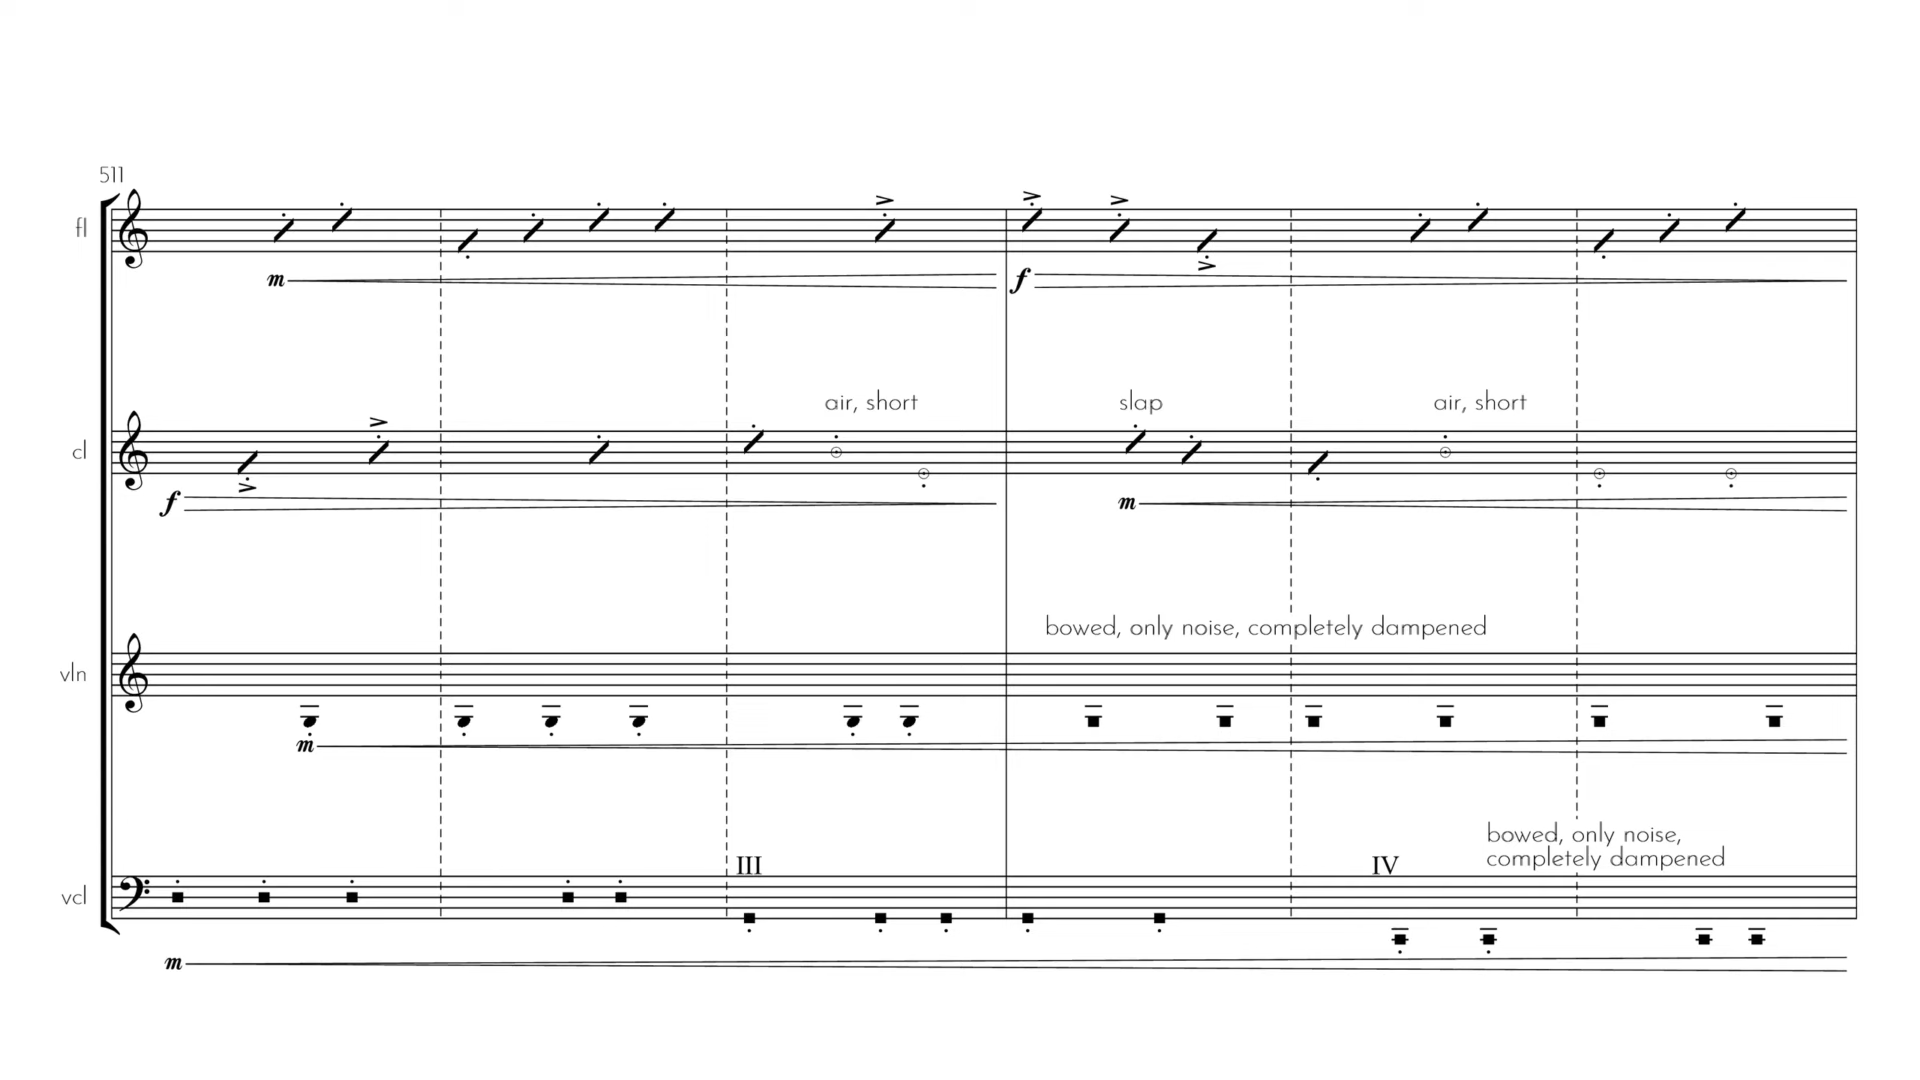 511
fl
m
f
air, short
slap
air, short
cl
f
m
bowed, only noise, completely dampened
vln
m
bowed, only noise,
completely dampened
III
IV
vcl
m